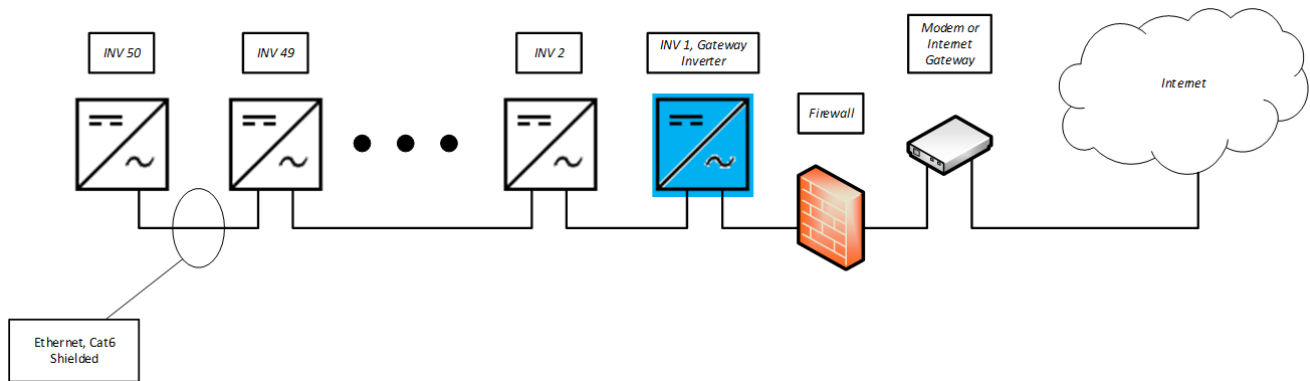 INV 50
INV 49
INV 2
INV 1, Gateway
Inverter
Firewall
Modem or
Internet
Gateway
Internet
Ethernet, Cat6
Shielded